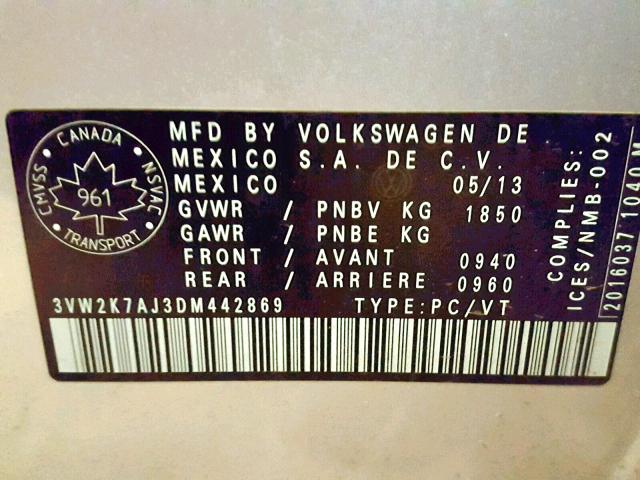 CANADA
CMVSS NSVAC
961
TRANSPORT
MFD BY VOLKSWAGEN DE
MEXICO S.A. DE C.V.
MEXICO 05/13
GVWR / PNBV KG 1850
GAWR / PNBE KG
FRONT / AVANT 0940
REAR / ARRIERE 0960
3VW2K7AJ3DM442869 TYPE:PC/VT
COMPLIES:
ICES/NMB-002
2016037 1040M